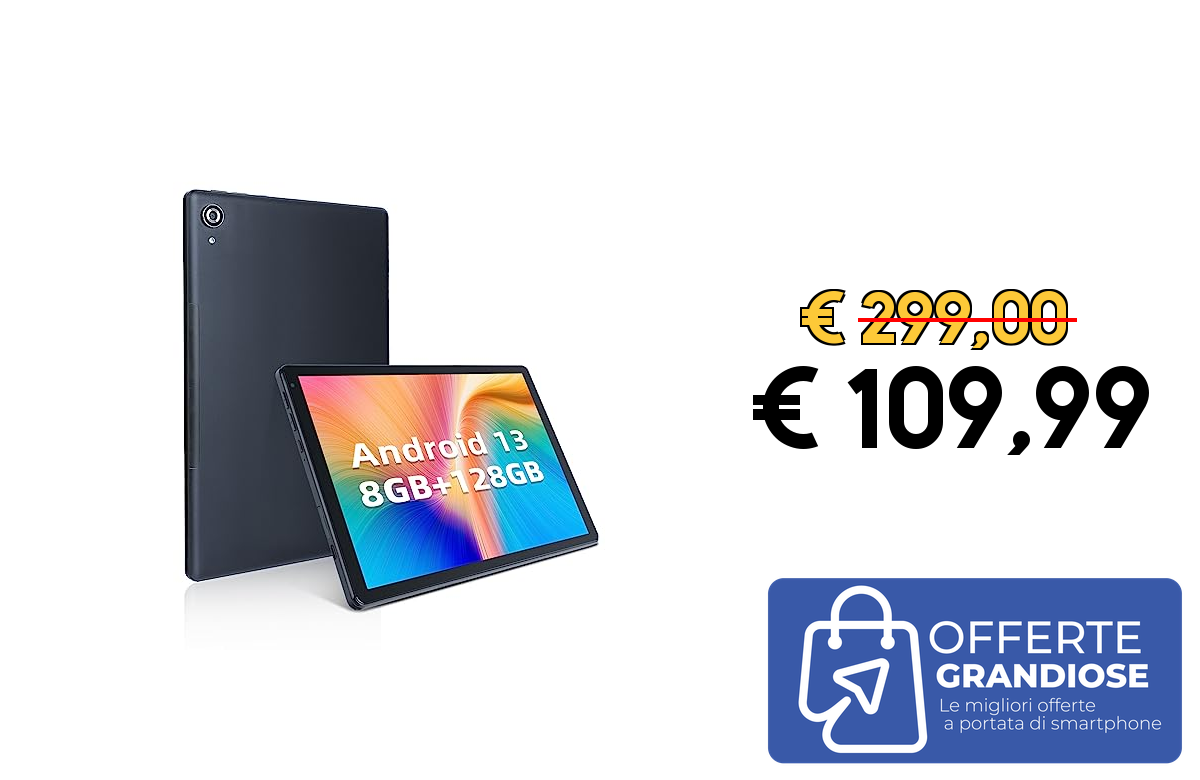 Android 13
8GB+128GB
€ 299,00
€ 109,99
OFFERTE
GRANDIOSE
Le migliori offerte
a portata di smartphone